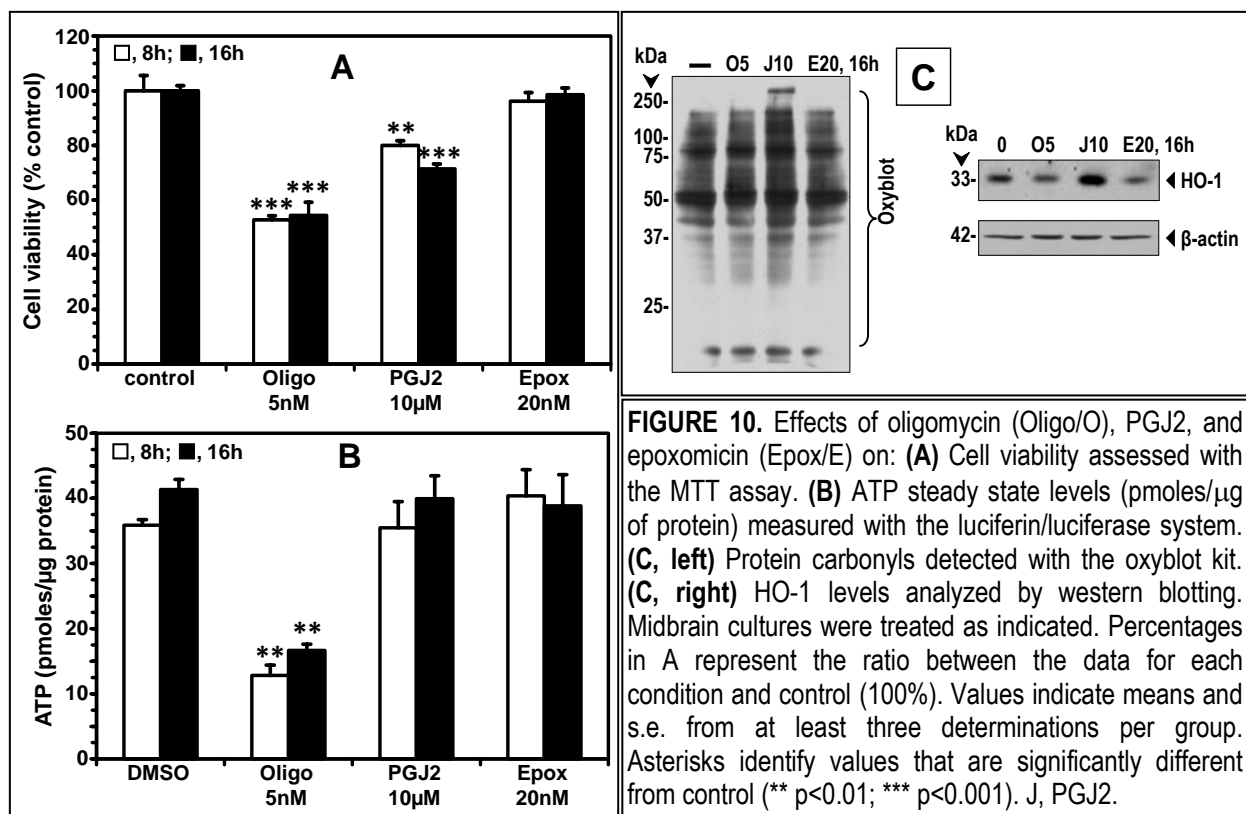 120
100
80
60
40
20
0
Cell viability (% control)
, 8h; , 16h
A
*** ***
** ***
control Oligo PGJ2 Epox
5nM 10µM 20nM
50
45
40
35
30
25
20
15
10
5
0
ATP (pmoles/µg protein)
, 8h; , 16h
B
** **
DMSO Oligo PGJ2 Epox
5nM 10µM 20nM
kDa — O5 J10 E20, 16h
250-
100-
75-
50-
37-
25-
Oxyblot
C
kDa 0 O5 J10 E20, 16h
33- HO-1
42- β-actin
FIGURE 10. Effects of oligomycin (Oligo/O), PGJ2, and
epoxomicin (Epox/E) on: (A) Cell viability assessed with
the MTT assay. (B) ATP steady state levels (pmoles/µg
of protein) measured with the luciferin/luciferase system.
(C, left) Protein carbonyls detected with the oxyblot kit.
(C, right) HO-1 levels analyzed by western blotting.
Midbrain cultures were treated as indicated. Percentages
in A represent the ratio between the data for each
condition and control (100%). Values indicate means and
s.e. from at least three determinations per group.
Asterisks identify values that are significantly different
from control (** p<0.01; *** p<0.001). J, PGJ2.